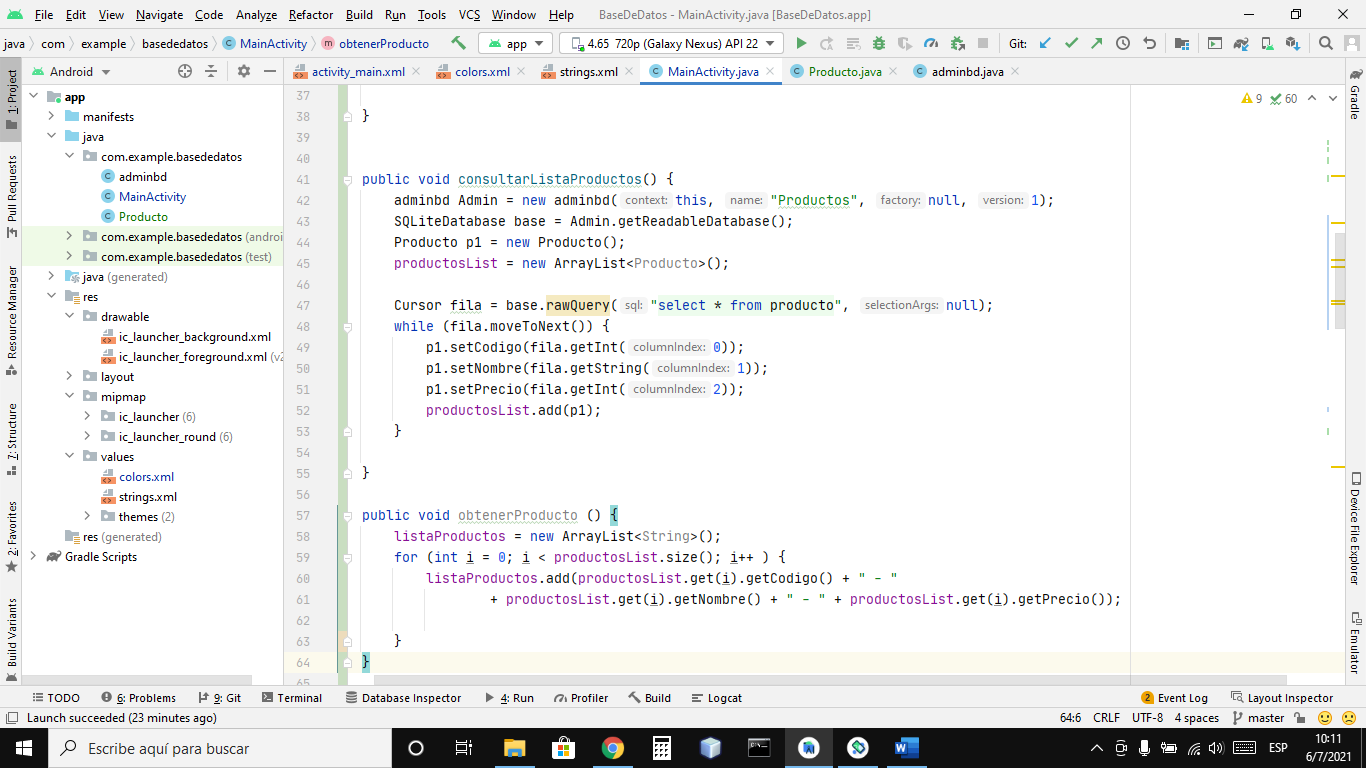 File Edit View Navigate Code Analyze Refactor Build Run Tools VCS Window Help BaseDeDatos - MainActivity.java [BaseDeDatos.app]
java com example basededatos MainActivity obtenerProducto app 4.65 720p (Galaxy Nexus) API 22 Git:
Android activity_main.xml colors.xml strings.xml MainActivity.java Producto.java adminbd.java
1: Project
Pull Requests
Resource Manager
7: Structure
2: Favorites
Build Variants
app
manifests
java
com.example.basededatos
adminbd
MainActivity
Producto
com.example.basededatos (androi
com.example.basededatos (test)
java (generated)
res
drawable
ic_launcher_background.xml
ic_launcher_foreground.xml (v2
layout
mipmap
ic_launcher (6)
ic_launcher_round (6)
values
colors.xml
strings.xml
themes (2)
res (generated)
Gradle Scripts
9 60
37
38 }
39
40
41 public void consultarListaProductos() {
42 adminbd Admin = new adminbd( context: this, name: "Productos", factory: null, version: 1);
43 SQLiteDatabase base = Admin.getReadableDatabase();
44 Producto p1 = new Producto();
45 productosList = new ArrayList<Producto>();
46
47 Cursor fila = base.rawQuery( sql: "select * from producto", selectionArgs: null);
48 while (fila.moveToNext()) {
49 p1.setCodigo(fila.getInt( columnIndex: 0));
50 p1.setNombre(fila.getString( columnIndex: 1));
51 p1.setPrecio(fila.getInt( columnIndex: 2));
52 productosList.add(p1);
53 }
54
55 }
56
57 public void obtenerProducto () {
58 listaProductos = new ArrayList<String>();
59 for (int i = 0; i < productosList.size(); i++ ) {
60 listaProductos.add(productosList.get(i).getCodigo() + " - "
61 + productosList.get(i).getNombre() + " - " + productosList.get(i).getPrecio());
62
63 }
64 }
65
Gradle
Device File Explorer
Emulator
TODO 6: Problems 9: Git Terminal Database Inspector 4: Run Profiler Build Logcat 2 Event Log Layout Inspector
Launch succeeded (23 minutes ago) 64:6 CRLF UTF-8 4 spaces master
Escribe aquí para buscar
ESP
10:11
6/7/2021